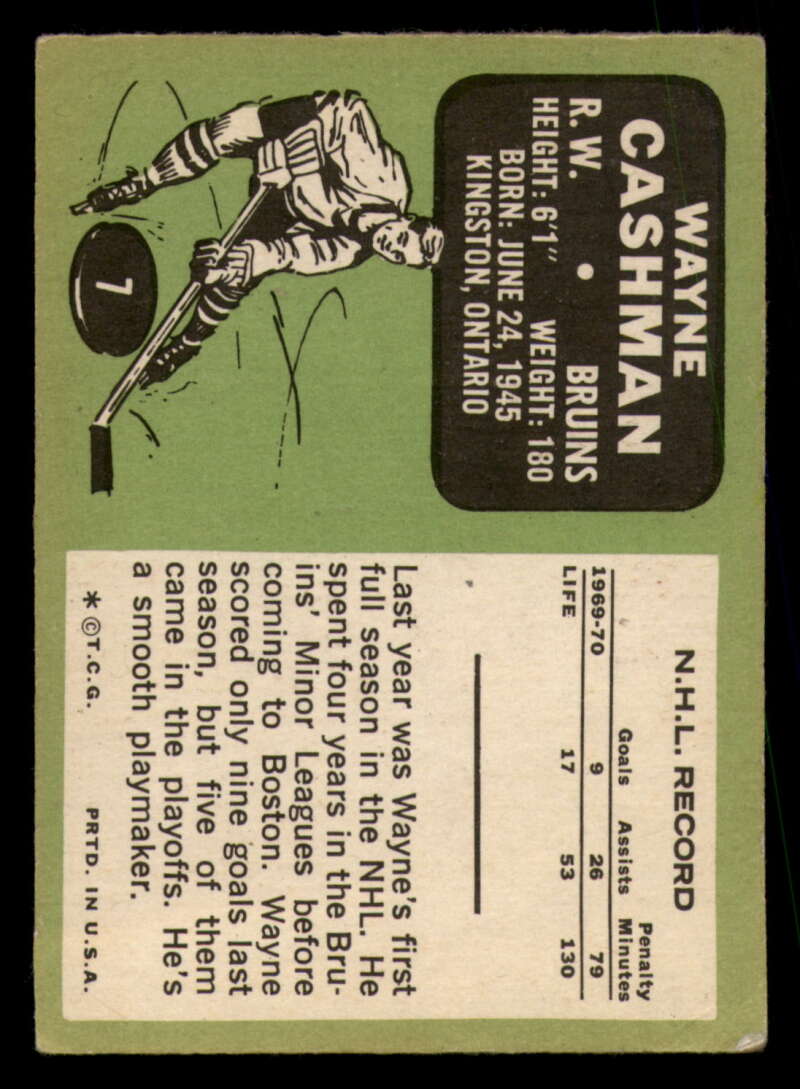 WAYNE
CASHMAN
R.W. • BRUINS
HEIGHT: 6'1" WEIGHT: 180
BORN: JUNE 24, 1945
KINGSTON, ONTARIO
7
N.H.L. RECORD
Penalty
Goals Assists Minutes
1969-70 9 26 79
LIFE 17 53 130
Last year was Wayne's first
full season in the NHL. He
spent four years in the Bru-
ins' Minor Leagues before
coming to Boston. Wayne
scored only nine goals last
season, but five of them
came in the playoffs. He's
a smooth playmaker.
* ©T.C.G. PRTD. IN U.S.A.